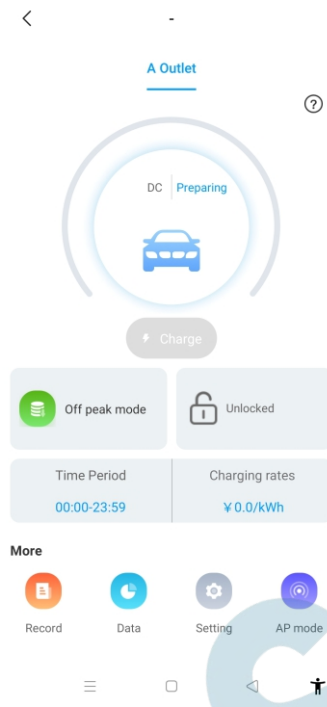 -
A Outlet
?
DC Preparing
Charge
Off peak mode
Unlocked
Time Period
Charging rates
00:00-23:59
￥0.0/kWh
More
Record
Data
Setting
AP mode